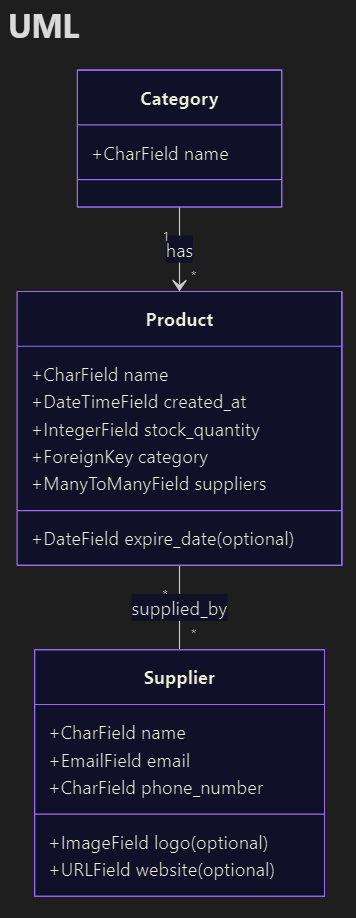 UML
Category
+CharField name
1
has
*
Product
+CharField name
+DateTimeField created_at
+IntegerField stock_quantity
+ForeignKey category
+ManyToManyField suppliers
+DateField expire_date(optional)
*
supplied_by
*
Supplier
+CharField name
+EmailField email
+CharField phone_number
+ImageField logo(optional)
+URLField website(optional)